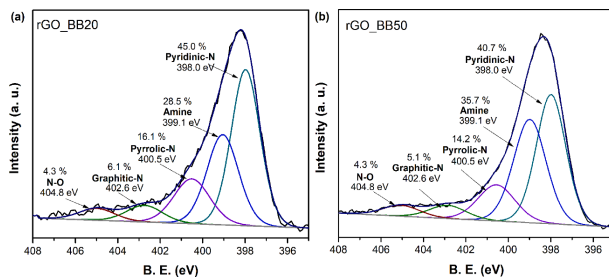 (a)
rGO_BB20
45.0 %
Pyridinic-N
398.0 eV
28.5 %
Amine
399.1 eV
16.1 %
Pyrrolic-N
400.5 eV
6.1 %
Graphitic-N
402.6 eV
4.3 %
N-O
404.8 eV
Intensity (a. u.)
408 406 404 402 400 398 396
B. E. (eV)
(b)
rGO_BB50
40.7 %
Pyridinic-N
398.0 eV
35.7 %
Amine
399.1 eV
14.2 %
Pyrrolic-N
400.5 eV
5.1 %
Graphitic-N
402.6 eV
4.3 %
N-O
404.8 eV
Intensity (a. u.)
408 406 404 402 400 398 396
B. E. (eV)